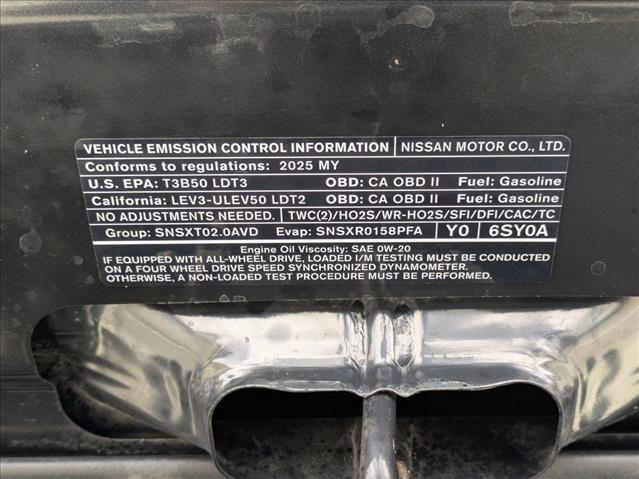 VEHICLE EMISSION CONTROL INFORMATION NISSAN MOTOR CO., LTD.
Conforms to regulations: 2025 MY
U.S. EPA: T3B50 LDT3 OBD: CA OBD II Fuel: Gasoline
California: LEV3-ULEV50 LDT2 OBD: CA OBD II Fuel: Gasoline
NO ADJUSTMENTS NEEDED. TWC(2)/HO2S/WR-HO2S/SFI/DFI/CAC/TC
Group: SNSXT02.0AVD Evap: SNSXR0158PFA Y0 6SY0A
Engine Oil Viscosity: SAE 0W-20
IF EQUIPPED WITH ALL-WHEEL DRIVE, LOADED I/M TESTING MUST BE CONDUCTED
ON A FOUR WHEEL DRIVE SPEED SYNCHRONIZED DYNAMOMETER.
OTHERWISE, A NON-LOADED TEST PROCEDURE MUST BE PERFORMED.